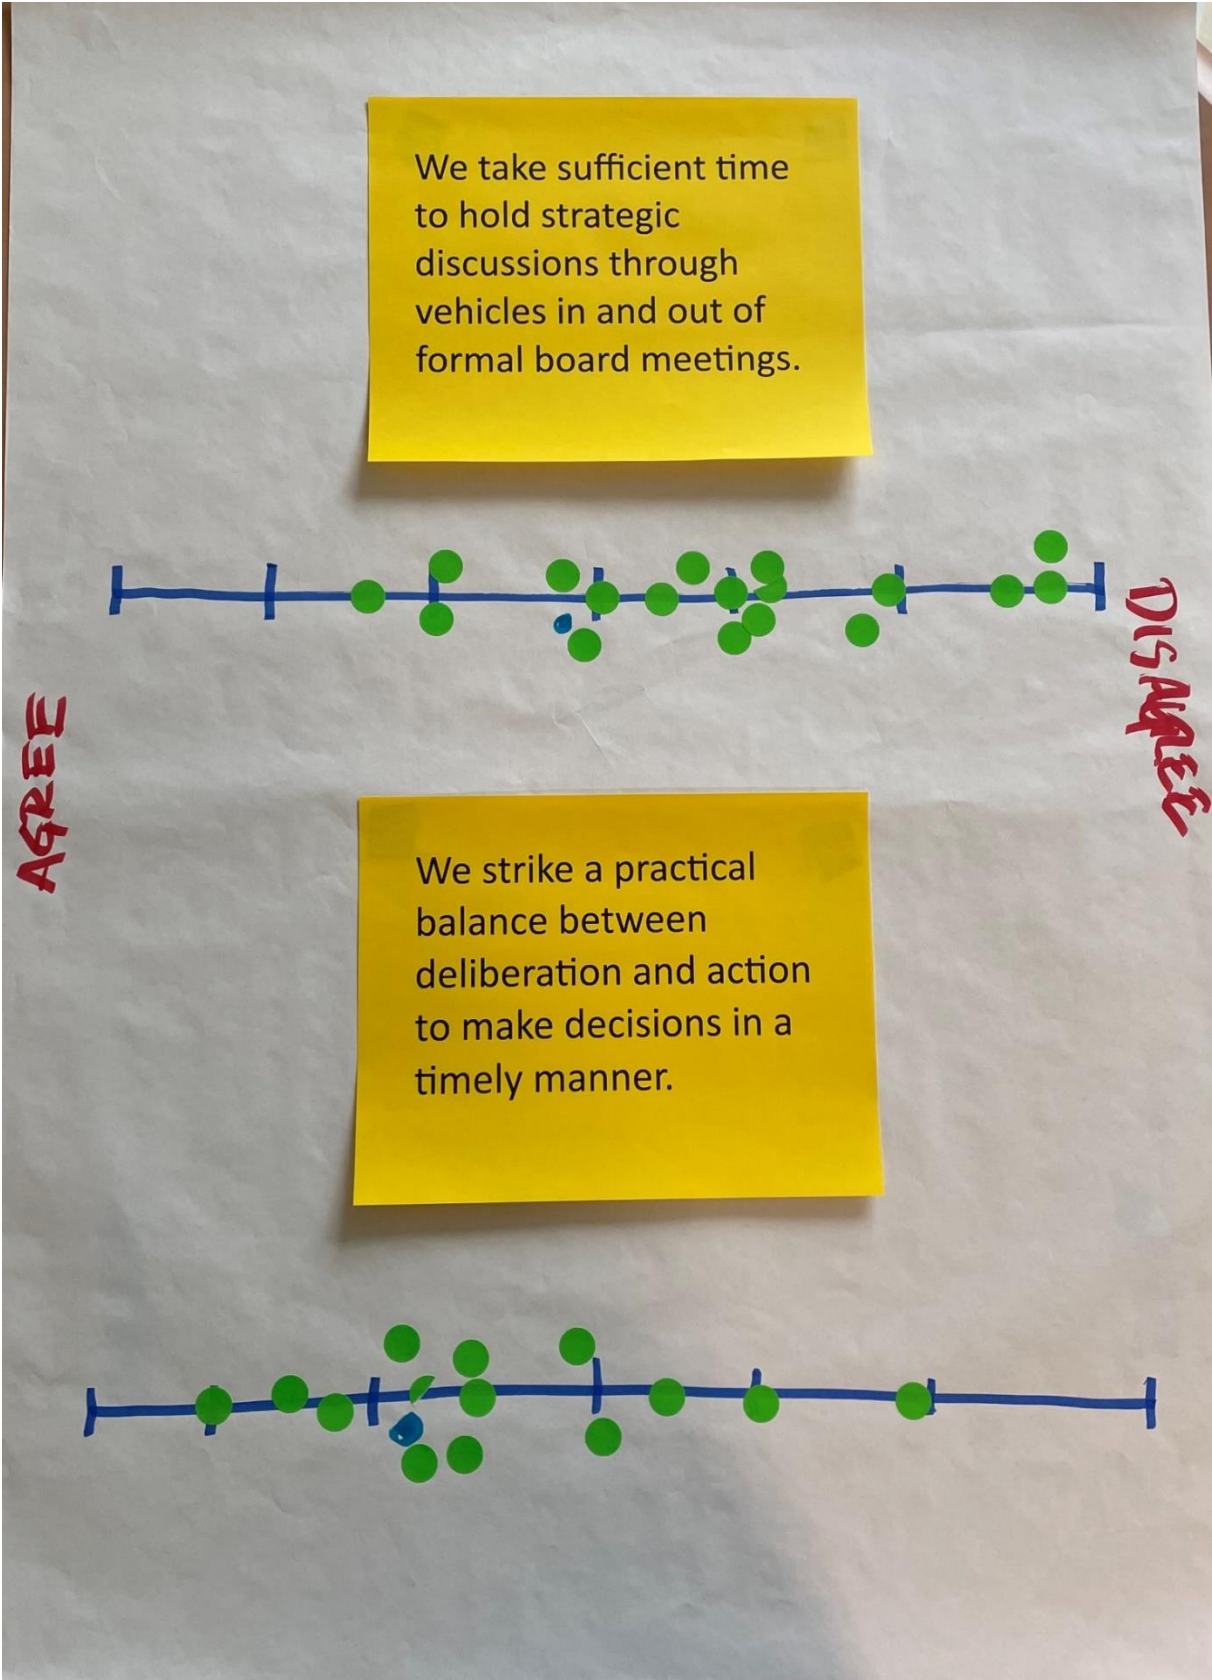 We take sufficient time
to hold strategic
discussions through
vehicles in and out of
formal board meetings.
DISAGREE
AGREE
We strike a practical
balance between
deliberation and action
to make decisions in a
timely manner.